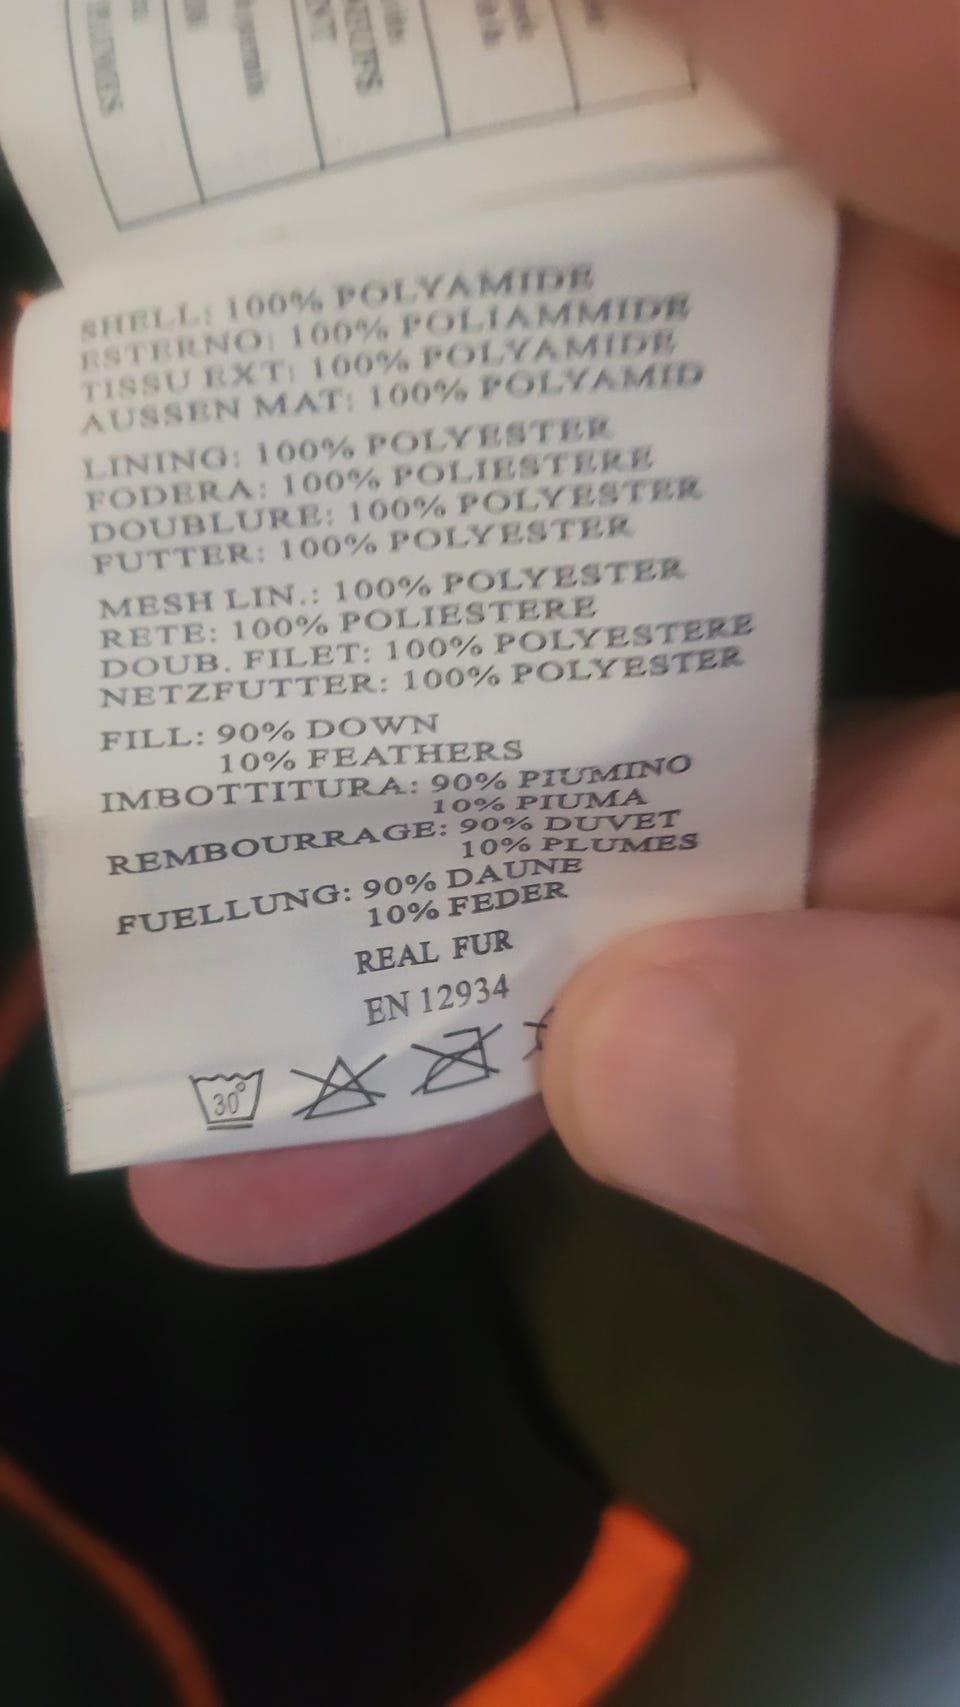 SHELL: 100% POLYAMIDE
ESTERNO: 100% POLIAMMIDE
TISSU EXT: 100% POLYAMIDE
AUSSEN MAT: 100% POLYAMID
LINING: 100% POLYESTER
FODERA: 100% POLIESTERE
DOUBLURE: 100% POLYESTER
FUTTER: 100% POLYESTER
MESH LIN.: 100% POLYESTER
RETE: 100% POLIESTERE
DOUB. FILET: 100% POLYESTERE
NETZFUTTER: 100% POLYESTER
FILL: 90% DOWN
10% FEATHERS
IMBOTTITURA: 90% PIUMINO
10% PIUMA
REMBOURRAGE: 90% DUVET
10% PLUMES
FUELLUNG: 90% DAUNE
10% FEDER
REAL FUR
EN 12934
30°